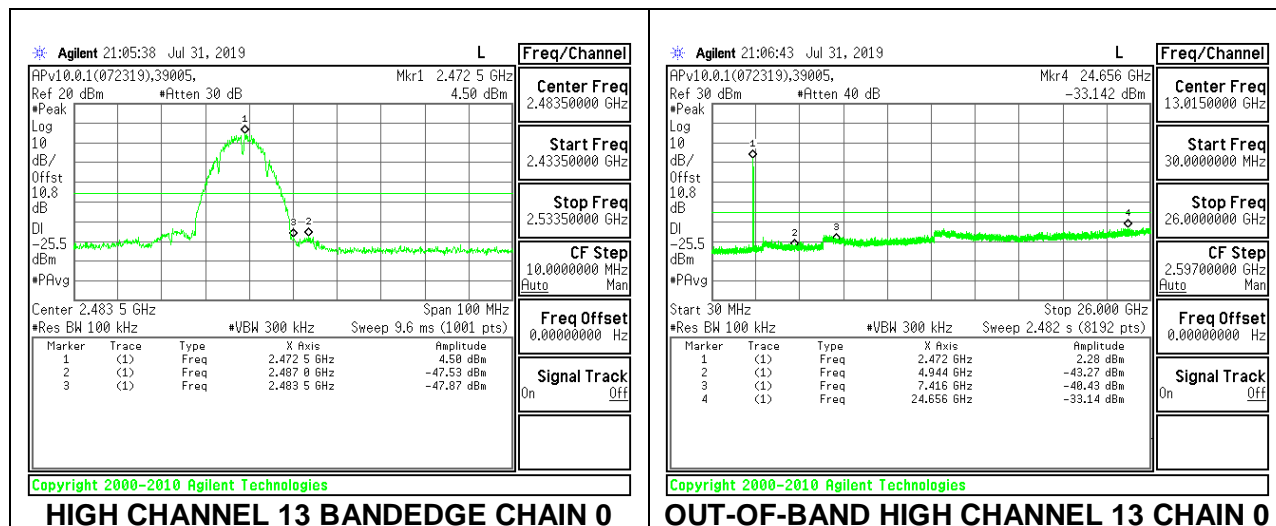 Agilent 21:05:38 Jul 31, 2019 L
APv10.0.1(072319),39005, Mkr1 2.472 5 GHz
Ref 20 dBm #Atten 30 dB 4.50 dBm
#Peak
Log
10
dB/
Offst
10.8
dB
DI
-25.5
dBm
#PAvg
1
3 2
Center 2.483 5 GHz Span 100 MHz
#Res BW 100 kHz #VBW 300 kHz Sweep 9.6 ms (1001 pts)
Marker Trace Type X Axis Amplitude
1 (1) Freq 2.472 5 GHz 4.50 dBm
2 (1) Freq 2.487 0 GHz -47.53 dBm
3 (1) Freq 2.483 5 GHz -47.87 dBm
Copyright 2000-2010 Agilent Technologies
Freq/Channel
Center Freq
2.48350000 GHz
Start Freq
2.43350000 GHz
Stop Freq
2.53350000 GHz
CF Step
10.0000000 MHz
Auto Man
Freq Offset
0.00000000 Hz
Signal Track
On Off
HIGH CHANNEL 13 BANDEDGE CHAIN 0
Agilent 21:06:43 Jul 31, 2019 L
APv10.0.1(072319),39005, Mkr4 24.656 GHz
Ref 30 dBm #Atten 40 dB -33.142 dBm
#Peak
Log
10
dB/
Offst
10.8
dB
DI
-25.5
dBm
#PAvg
1
2
3
4
Start 30 MHz Stop 26.000 GHz
#Res BW 100 kHz #VBW 300 kHz Sweep 2.482 s (8192 pts)
Marker Trace Type X Axis Amplitude
1 (1) Freq 2.472 GHz 2.28 dBm
2 (1) Freq 4.944 GHz -43.27 dBm
3 (1) Freq 7.416 GHz -40.43 dBm
4 (1) Freq 24.656 GHz -33.14 dBm
Copyright 2000-2010 Agilent Technologies
Freq/Channel
Center Freq
13.0150000 GHz
Start Freq
30.0000000 MHz
Stop Freq
26.0000000 GHz
CF Step
2.59700000 GHz
Auto Man
Freq Offset
0.00000000 Hz
Signal Track
On Off
OUT-OF-BAND HIGH CHANNEL 13 CHAIN 0